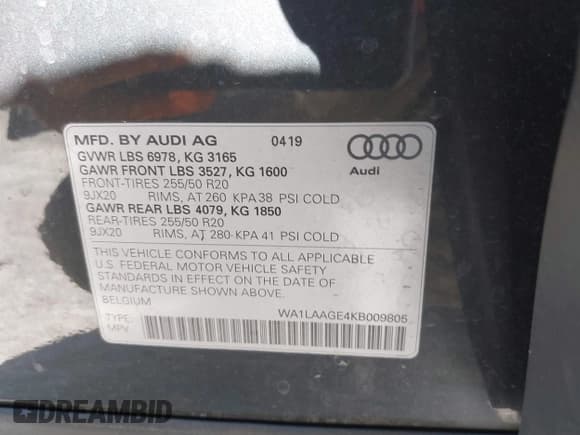 MFD. BY AUDI AG 0419
GVWR LBS 6978, KG 3165
GAWR FRONT LBS 3527, KG 1600
FRONT-TIRES 255/50 R20
9JX20 RIMS, AT 260 KPA 38 PSI COLD
GAWR REAR LBS 4079, KG 1850
REAR-TIRES 255/50 R20
9JX20 RIMS, AT 280 KPA 41 PSI COLD
Audi
THIS VEHICLE CONFORMS TO ALL APPLICABLE
U.S. FEDERAL MOTOR VEHICLE SAFETY
STANDARDS IN EFFECT ON THE DATE OF
MANUFACTURE SHOWN ABOVE.
BELGIUM
WA1LAAGE4KB009805
TYPE:
MPV
DREAMBID